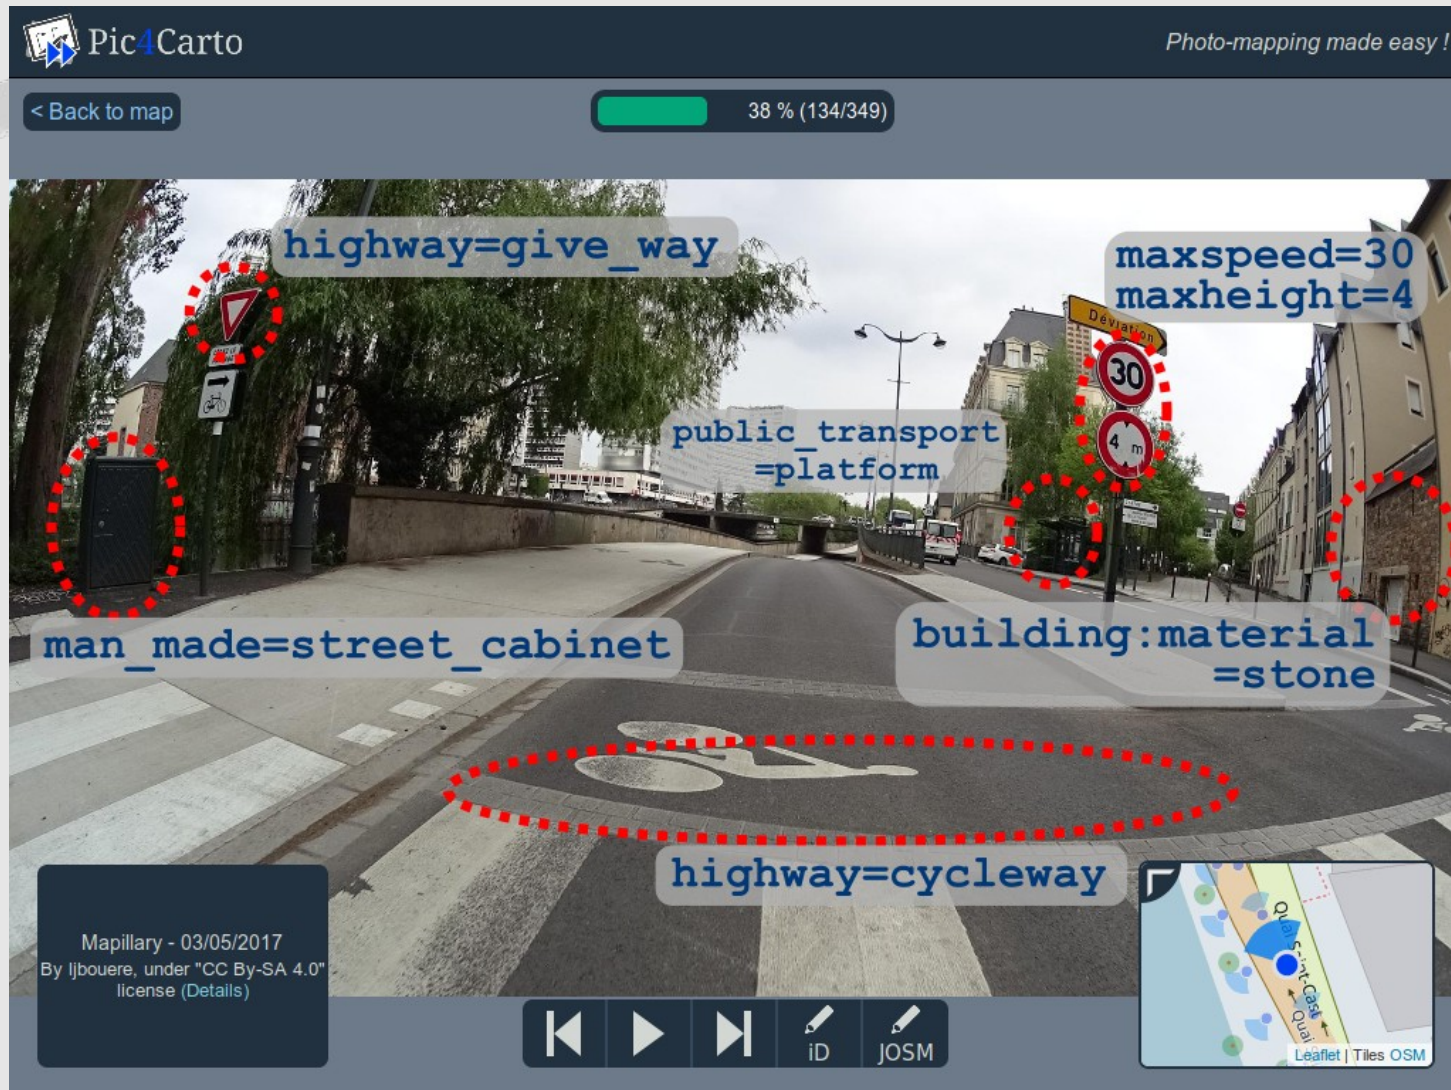 Pic4Carto
Photo-mapping made easy !
< Back to map
38 % (134/349)
highway=give_way
maxspeed=30
maxheight=4
Déviation
30
4 m
public_transport
=platform
man_made=street_cabinet
building:material
=stone
highway=cycleway
Mapillary - 03/05/2017
By ljbouere, under "CC By-SA 4.0"
license (Details)
iD
JOSM
Quai Saint-Cast
Quai
Leaflet | Tiles OSM